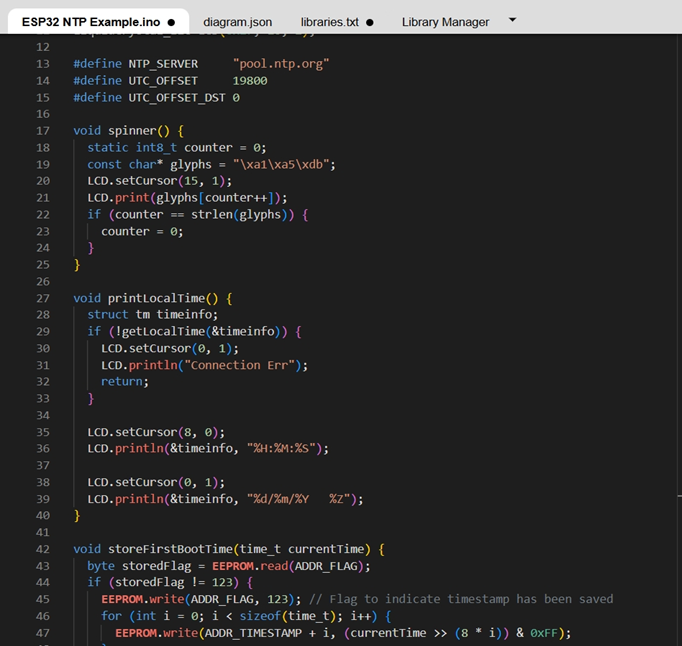 ESP32 NTP Example.ino ● diagram.json libraries.txt ● Library Manager
12
13 #define NTP_SERVER     "pool.ntp.org"
14 #define UTC_OFFSET     19800
15 #define UTC_OFFSET_DST 0
16
17 void spinner() {
18   static int8_t counter = 0;
19   const char* glyphs = "\xa1\xa5\xdb";
20   LCD.setCursor(15, 1);
21   LCD.print(glyphs[counter++]);
22   if (counter == strlen(glyphs)) {
23     counter = 0;
24   }
25 }
26
27 void printLocalTime() {
28   struct tm timeinfo;
29   if (!getLocalTime(&timeinfo)) {
30     LCD.setCursor(0, 1);
31     LCD.println("Connection Err");
32     return;
33   }
34
35   LCD.setCursor(8, 0);
36   LCD.println(&timeinfo, "%H:%M:%S");
37
38   LCD.setCursor(0, 1);
39   LCD.println(&timeinfo, "%d/%m/%Y   %Z");
40 }
41
42 void storeFirstBootTime(time_t currentTime) {
43   byte storedFlag = EEPROM.read(ADDR_FLAG);
44   if (storedFlag != 123) {
45     EEPROM.write(ADDR_FLAG, 123); // Flag to indicate timestamp has been saved
46     for (int i = 0; i < sizeof(time_t); i++) {
47       EEPROM.write(ADDR_TIMESTAMP + i, (currentTime >> (8 * i)) & 0xFF);